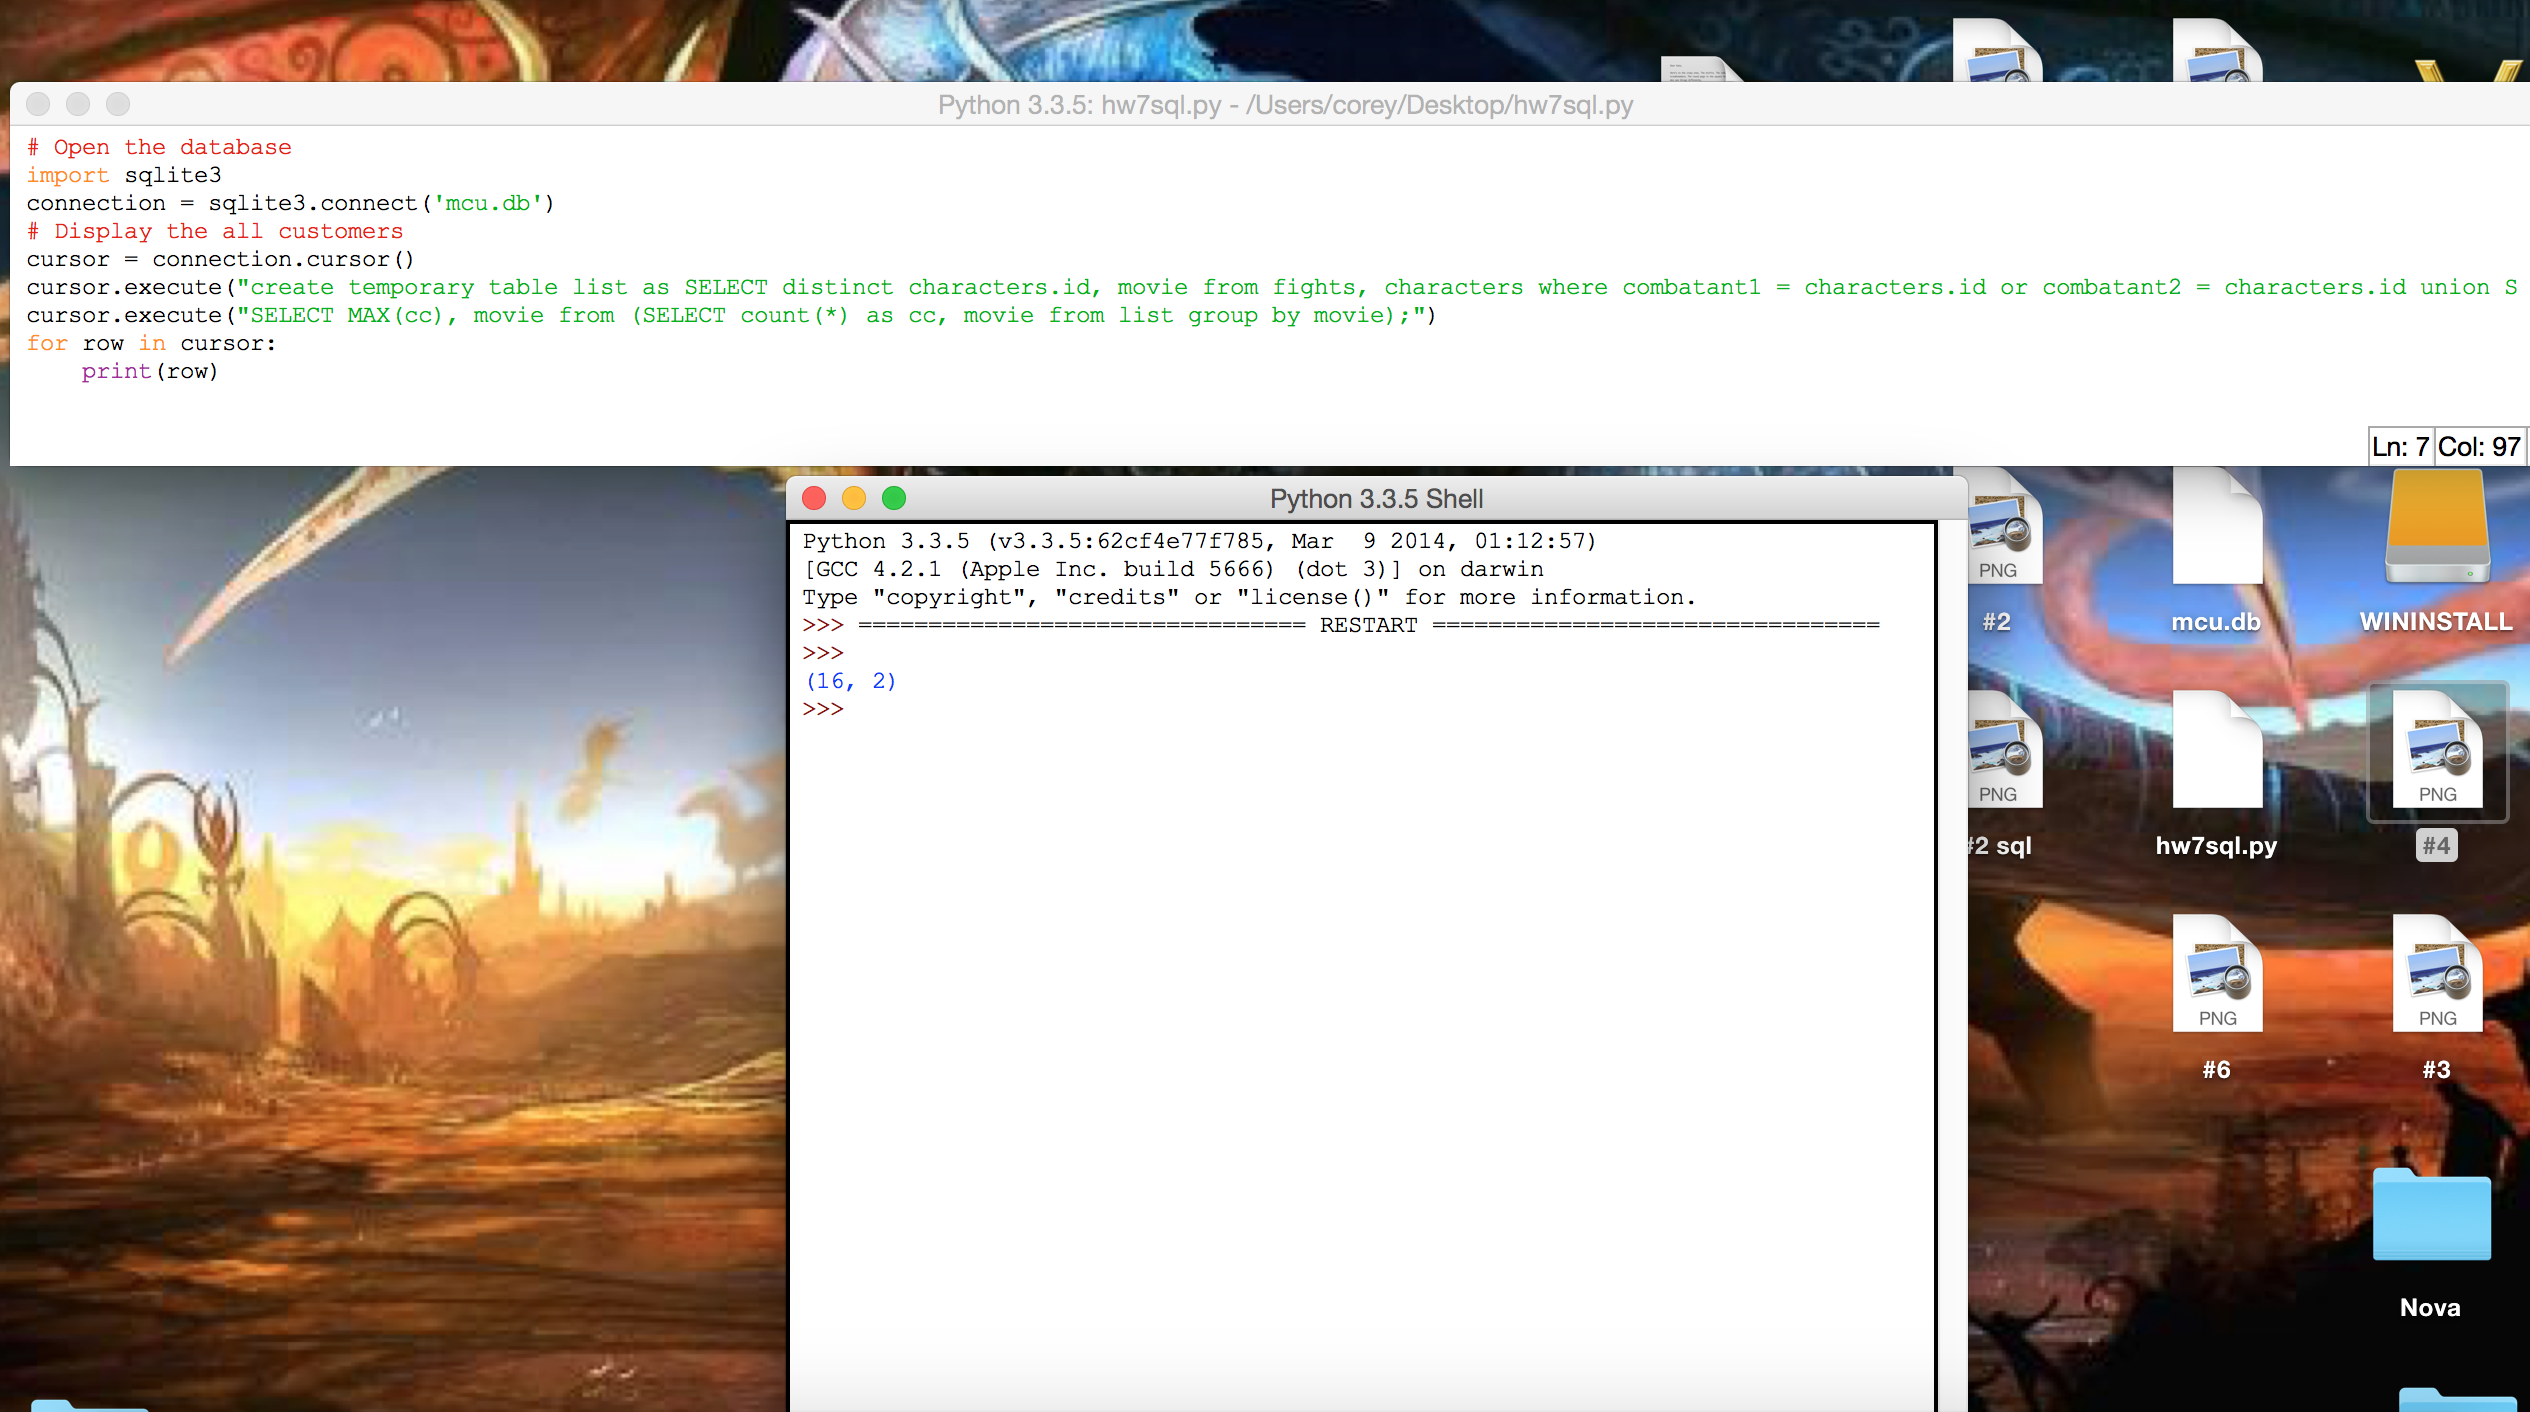 Python 3.3.5: hw7sql.py - /Users/corey/Desktop/hw7sql.py
# Open the database
import sqlite3
connection = sqlite3.connect('mcu.db')
# Display the all customers
cursor = connection.cursor()
cursor.execute("create temporary table list as SELECT distinct characters.id, movie from fights, characters where combatant1 = characters.id or combatant2 = characters.id union S
cursor.execute("SELECT MAX(cc), movie from (SELECT count(*) as cc, movie from list group by movie);")
for row in cursor:
    print(row)
Ln: 7 Col: 97
Python 3.3.5 Shell
Python 3.3.5 (v3.3.5:62cf4e77f785, Mar  9 2014, 01:12:57)
[GCC 4.2.1 (Apple Inc. build 5666) (dot 3)] on darwin
Type "copyright", "credits" or "license()" for more information.
>>> ================================ RESTART ================================
>>>
(16, 2)
>>>
PNG
#2
mcu.db
WININSTALL
PNG
PNG
#2 sql
hw7sql.py
#4
PNG
PNG
#6
#3
Nova